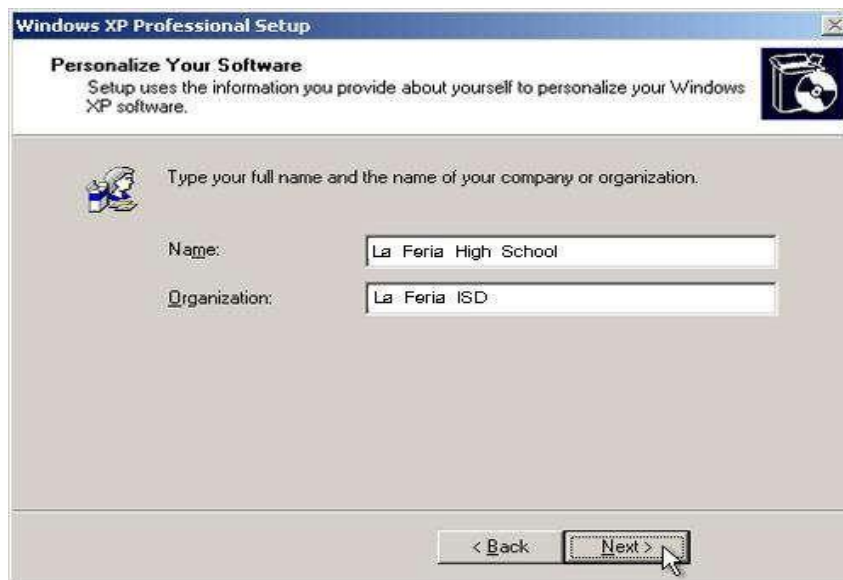 Windows XP Professional Setup
Personalize Your Software
Setup uses the information you provide about yourself to personalize your Windows
XP software.
Type your full name and the name of your company or organization.
Name:
La Feria High School
Organization:
La Feria ISD
< Back
Next >